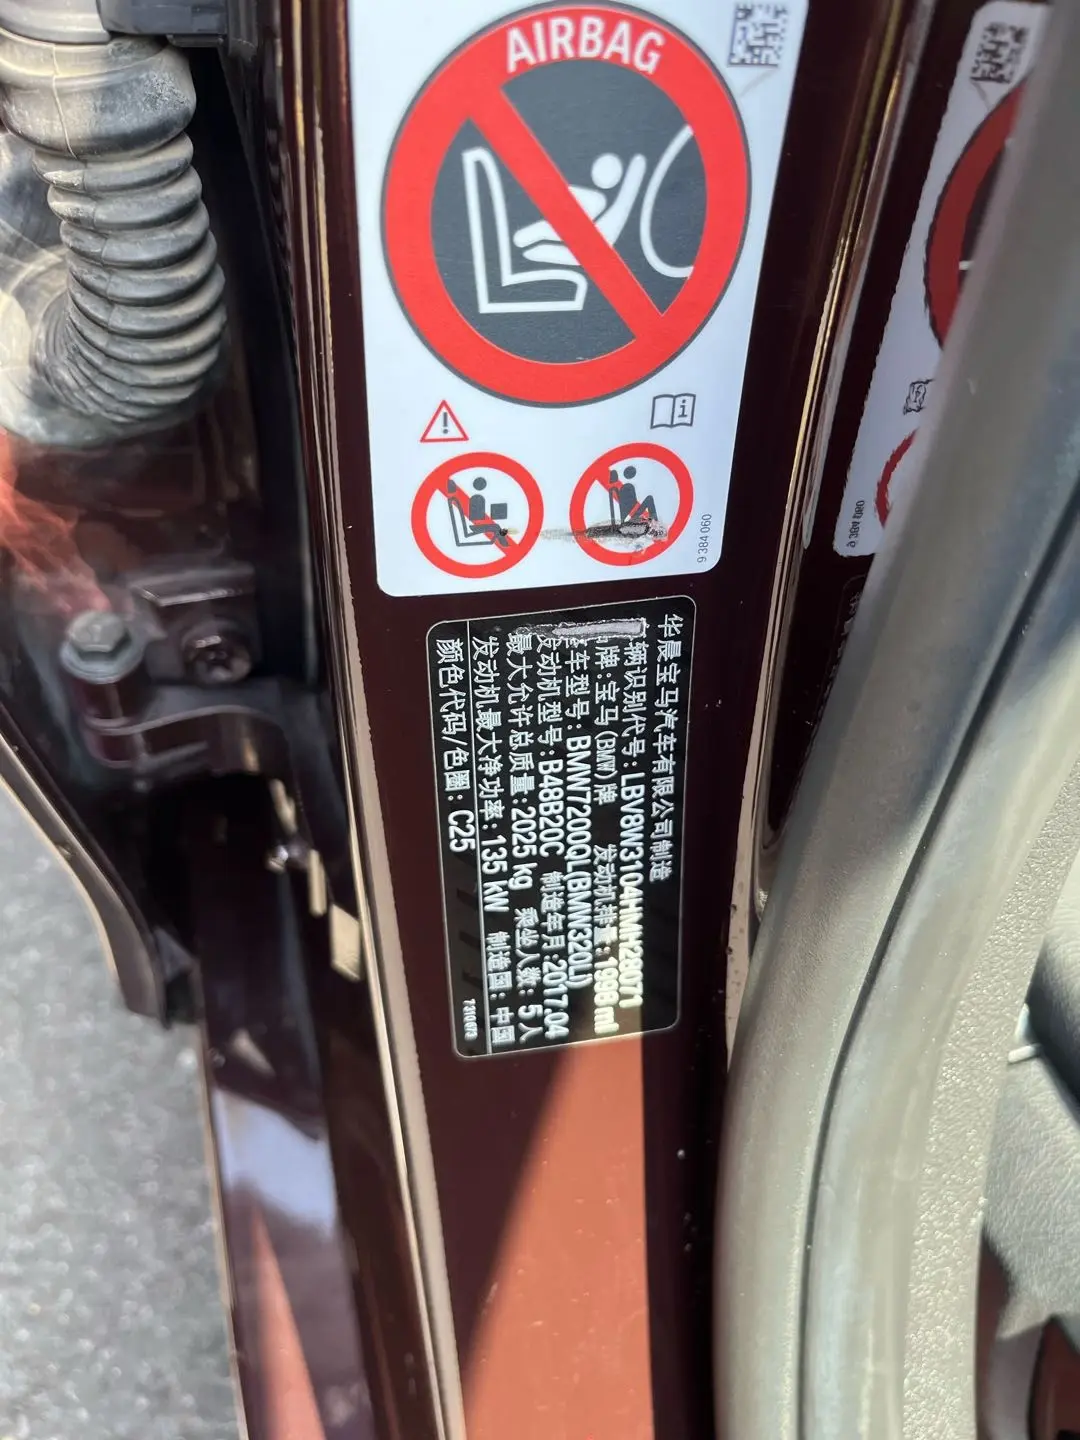 AIRBAG
9 384 060
华晨宝马汽车有限公司制造
辆识别代号:
牌:宝马(BMW)牌 发动机排量:1998 ml
车型号:BMW7200QL(BMW320Li)
发动机型号:B48B20C 制造年月:2017.04
最大允许总质量:2025 kg 乘坐人数:5人
发动机最大净功率:135 kW 制造国:中国
颜色代码/色圈:C25
7 310 673